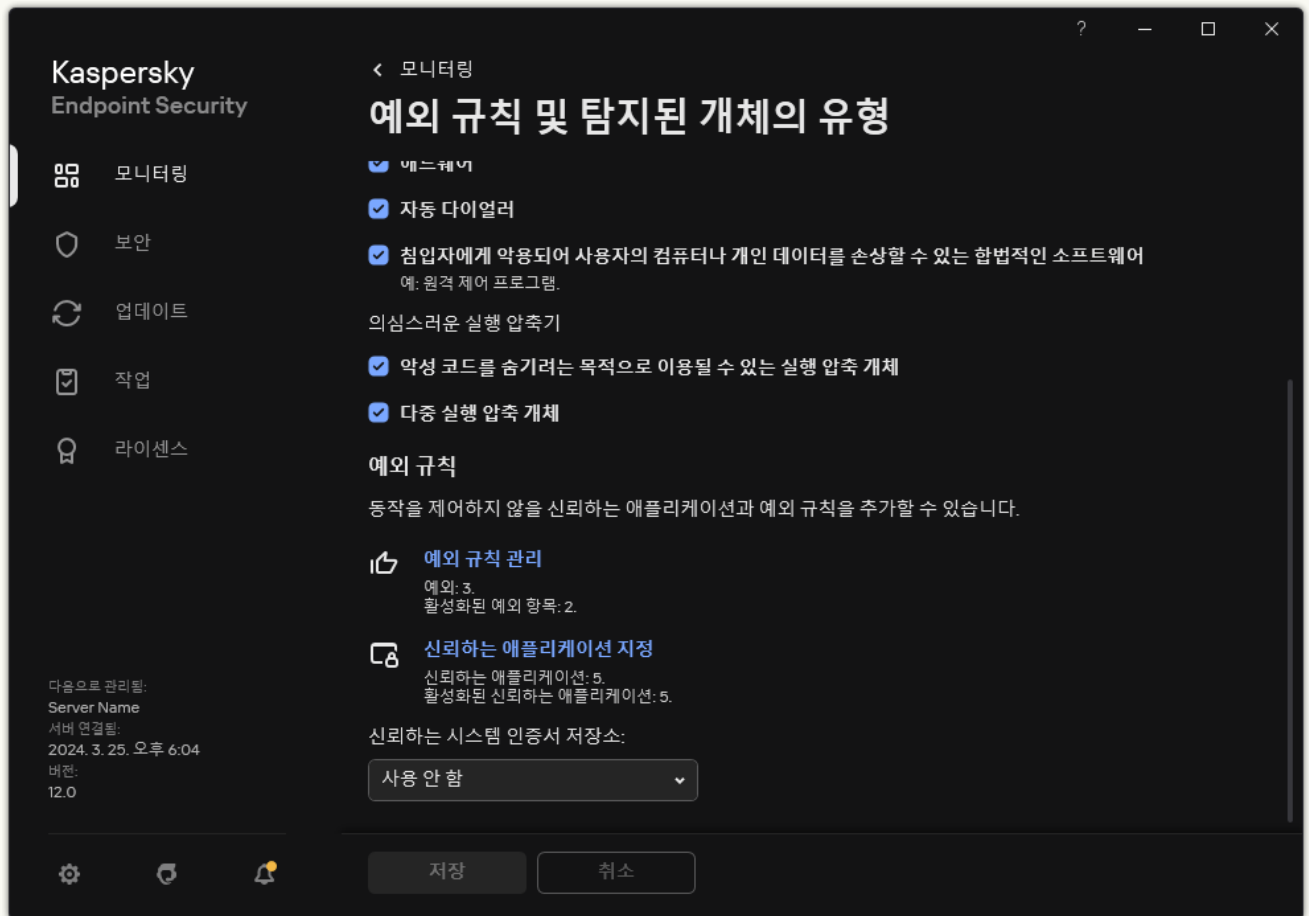 ?
Kaspersky
Endpoint Security
모니터링
보안
업데이트
작업
라이센스
다음으로 관리됨:
Server Name
서버 연결됨:
2024. 3. 25. 오후 6:04
버전:
12.0
모니터링
예외 규칙 및 탐지된 개체의 유형
애드웨어
자동 다이얼러
침입자에게 악용되어 사용자의 컴퓨터나 개인 데이터를 손상할 수 있는 합법적인 소프트웨어
예: 원격 제어 프로그램.
의심스러운 실행 압축기
악성 코드를 숨기려는 목적으로 이용될 수 있는 실행 압축 개체
다중 실행 압축 개체
예외 규칙
동작을 제어하지 않을 신뢰하는 애플리케이션과 예외 규칙을 추가할 수 있습니다.
예외 규칙 관리
예외: 3.
활성화된 예외 항목: 2.
신뢰하는 애플리케이션 지정
신뢰하는 애플리케이션: 5.
활성화된 신뢰하는 애플리케이션: 5.
신뢰하는 시스템 인증서 저장소:
사용 안 함
저장
취소